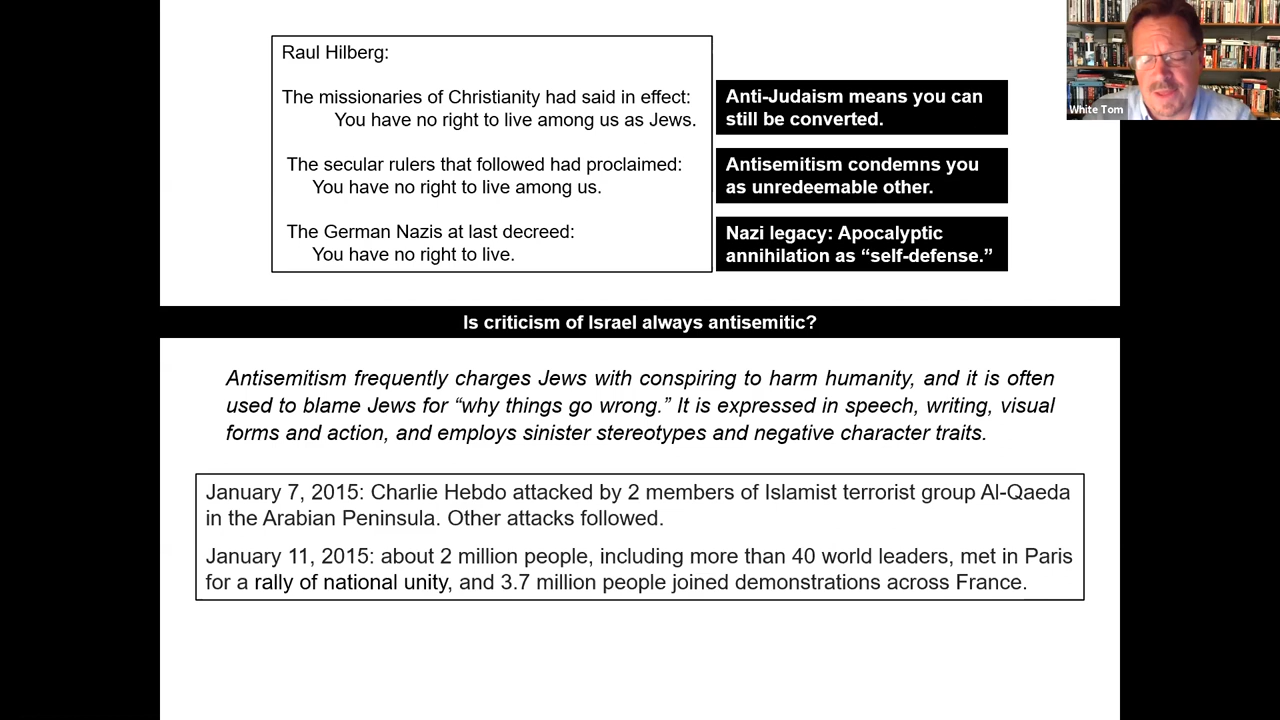 Raul Hilberg:
The missionaries of Christianity had said in effect:
You have no right to live among us as Jews.
The secular rulers that followed had proclaimed:
You have no right to live among us.
The German Nazis at last decreed:
You have no right to live.
Anti-Judaism means you can
still be converted.
Antisemitism condemns you
as unredeemable other.
Nazi legacy: Apocalyptic
annihilation as “self-defense.”
White Tom
Is criticism of Israel always antisemitic?
Antisemitism frequently charges Jews with conspiring to harm humanity, and it is often
used to blame Jews for “why things go wrong.” It is expressed in speech, writing, visual
forms and action, and employs sinister stereotypes and negative character traits.
January 7, 2015: Charlie Hebdo attacked by 2 members of Islamist terrorist group Al-Qaeda
in the Arabian Peninsula. Other attacks followed.
January 11, 2015: about 2 million people, including more than 40 world leaders, met in Paris
for a rally of national unity, and 3.7 million people joined demonstrations across France.